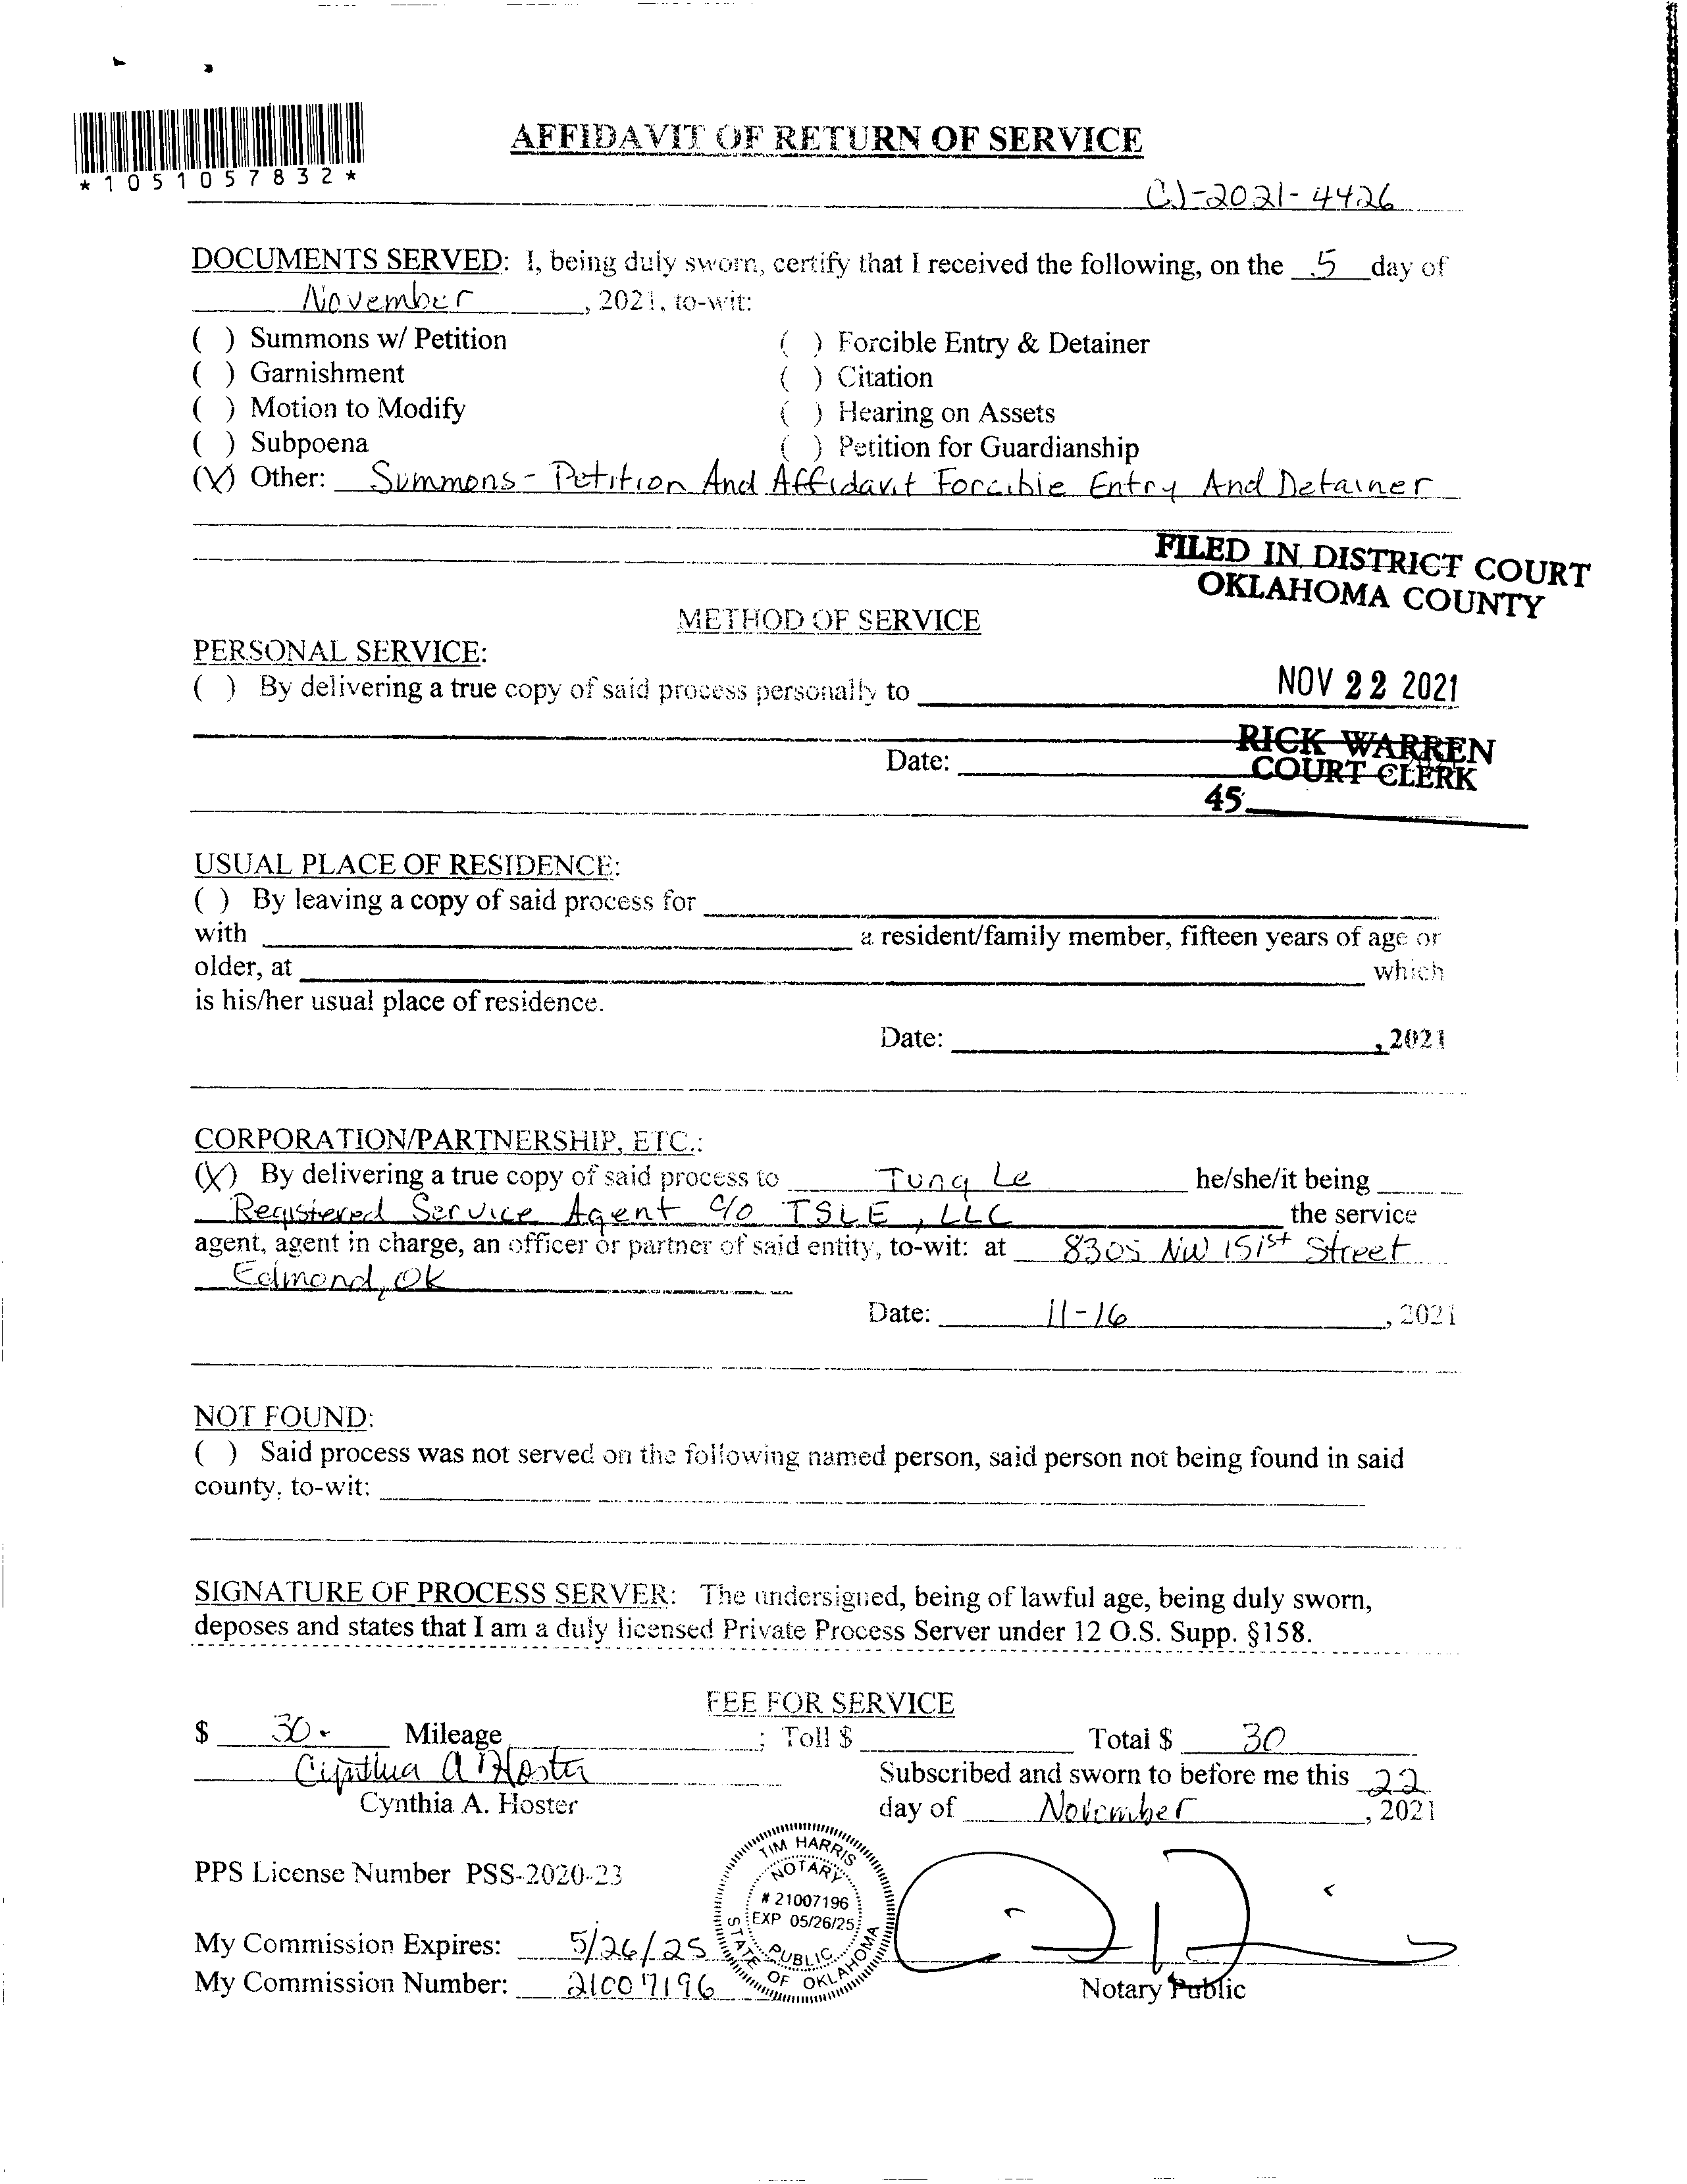 *1051057832*
AFFIDAVIT OF RETURN OF SERVICE
CJ-2021-4426
DOCUMENTS SERVED: I, being duly sworn, certify that I received the following, on the 5 day of
November, 2021, to-wit:
( ) Summons w/ Petition ( ) Forcible Entry & Detainer
( ) Garnishment ( ) Citation
( ) Motion to Modify ( ) Hearing on Assets
( ) Subpoena ( ) Petition for Guardianship
(X) Other: Summons - Petition And Affidavit Forcible Entry And Detainer
FILED IN DISTRICT COURT
OKLAHOMA COUNTY
METHOD OF SERVICE
PERSONAL SERVICE:
( ) By delivering a true copy of said process personally to
NOV 22 2021
RICK WARREN
Date:
COURT CLERK
45
USUAL PLACE OF RESIDENCE:
( ) By leaving a copy of said process for
with a resident/family member, fifteen years of age or
older, at which
is his/her usual place of residence.
Date: , 2021
CORPORATION/PARTNERSHIP, ETC.:
(X) By delivering a true copy of said process to Tung Le he/she/it being
Registered Service Agent c/o TSLE, LLC the service
agent, agent in charge, an officer or partner of said entity, to-wit: at 8305 NW 151st Street
Edmond, OK
Date: 11-16, 2021
NOT FOUND:
( ) Said process was not served on the following named person, said person not being found in said
county, to-wit:
SIGNATURE OF PROCESS SERVER: The undersigned, being of lawful age, being duly sworn,
deposes and states that I am a duly licensed Private Process Server under 12 O.S. Supp. §158.
FEE FOR SERVICE
$ 30- Mileage ; Toll $ Total $ 30
Cynthia A Hoster
Subscribed and sworn to before me this 22
Cynthia A. Hoster
day of November, 2021
PPS License Number PSS-2020-23
TIM HARRIS
NOTARY
# 21007196
EXP 05/26/25
PUBLIC
STATE OF OKLAHOMA
My Commission Expires: 5/26/25
My Commission Number: 21007196
Notary Public